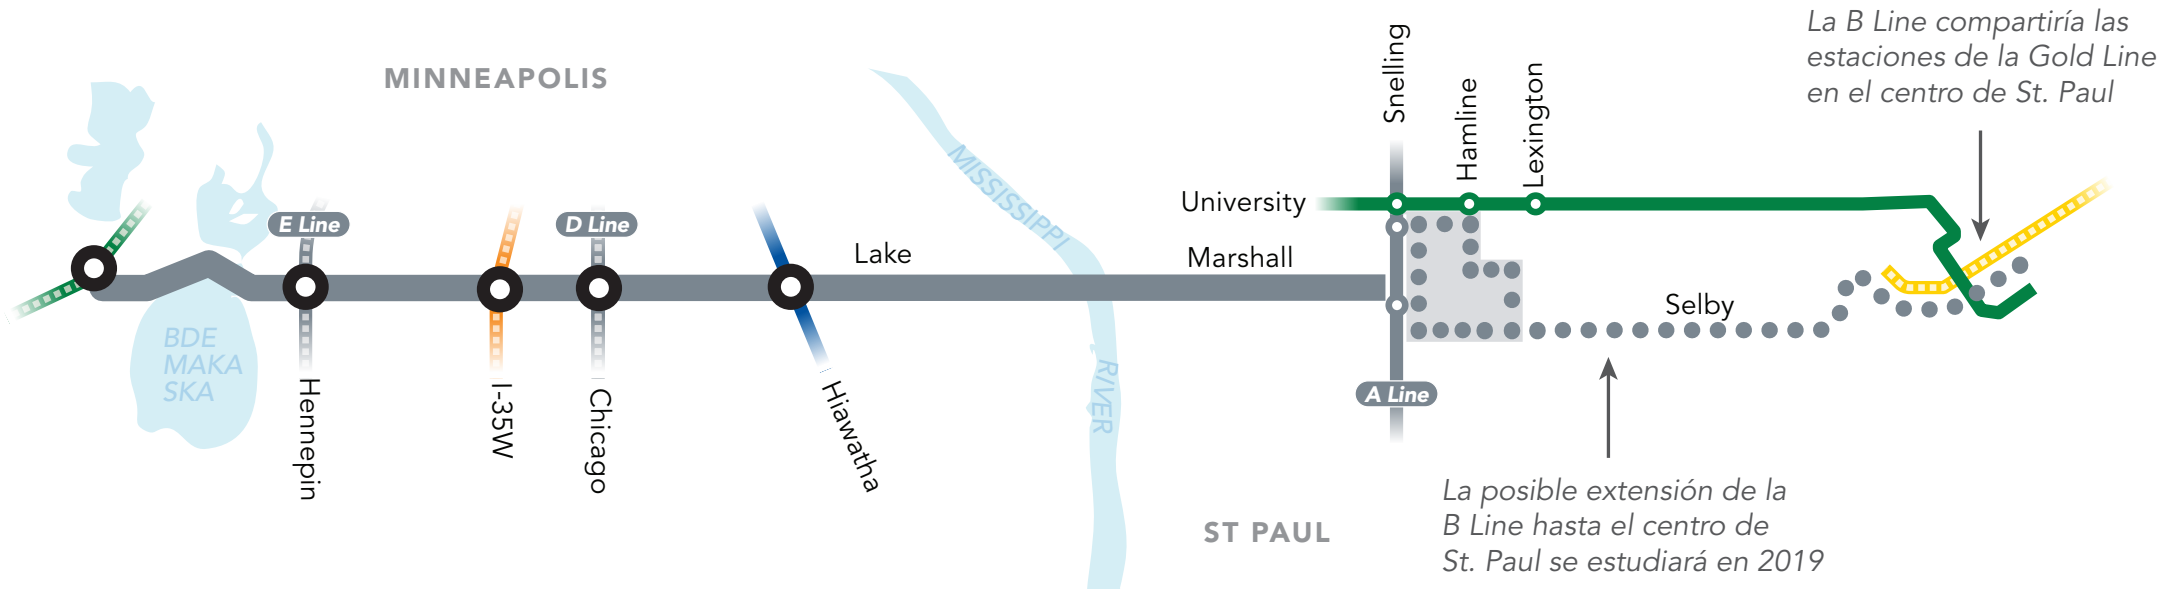 La B Line compartiría las
estaciones de la Gold Line
en el centro de St. Paul
MINNEAPOLIS
Snelling
Hamline
Lexington
MISSISSIPPI
University
E Line
D Line
Lake
Marshall
Selby
BDE
MAKA
SKA
RIVER
A Line
Hennepin
I-35W
Chicago
Hiawatha
ST PAUL
La posible extensión de la
B Line hasta el centro de
St. Paul se estudiará en 2019